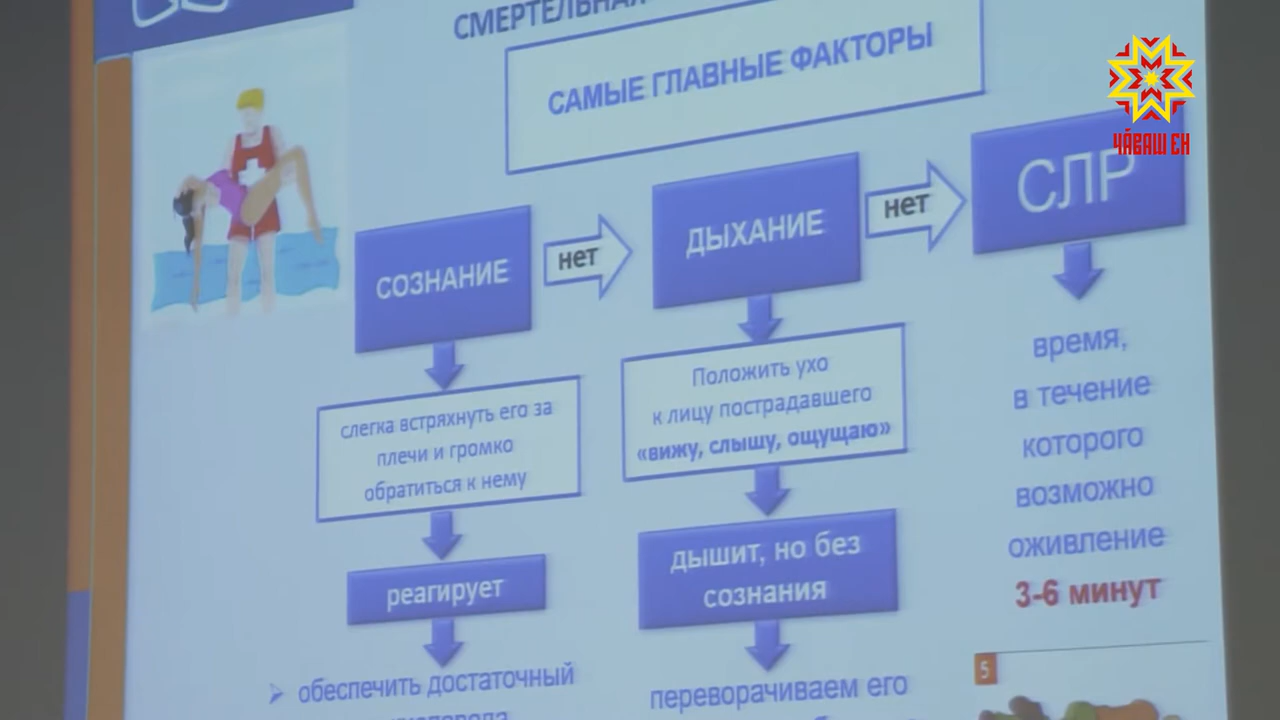 СМЕРТЕЛЬНАЯ
САМЫЕ ГЛАВНЫЕ ФАКТОРЫ
ЧӐВАШ ЕН
СОЗНАНИЕ
нет
ДЫХАНИЕ
нет
СЛР
слегка встряхнуть его за
плечи и громко
обратиться к нему
реагирует
обеспечить достаточный
Положить ухо
к лицу пострадавшего
«вижу, слышу, ощущаю»
дышит, но без
сознания
переворачиваем его
время,
в течение
которого
возможно
оживление
3-6 минут
5